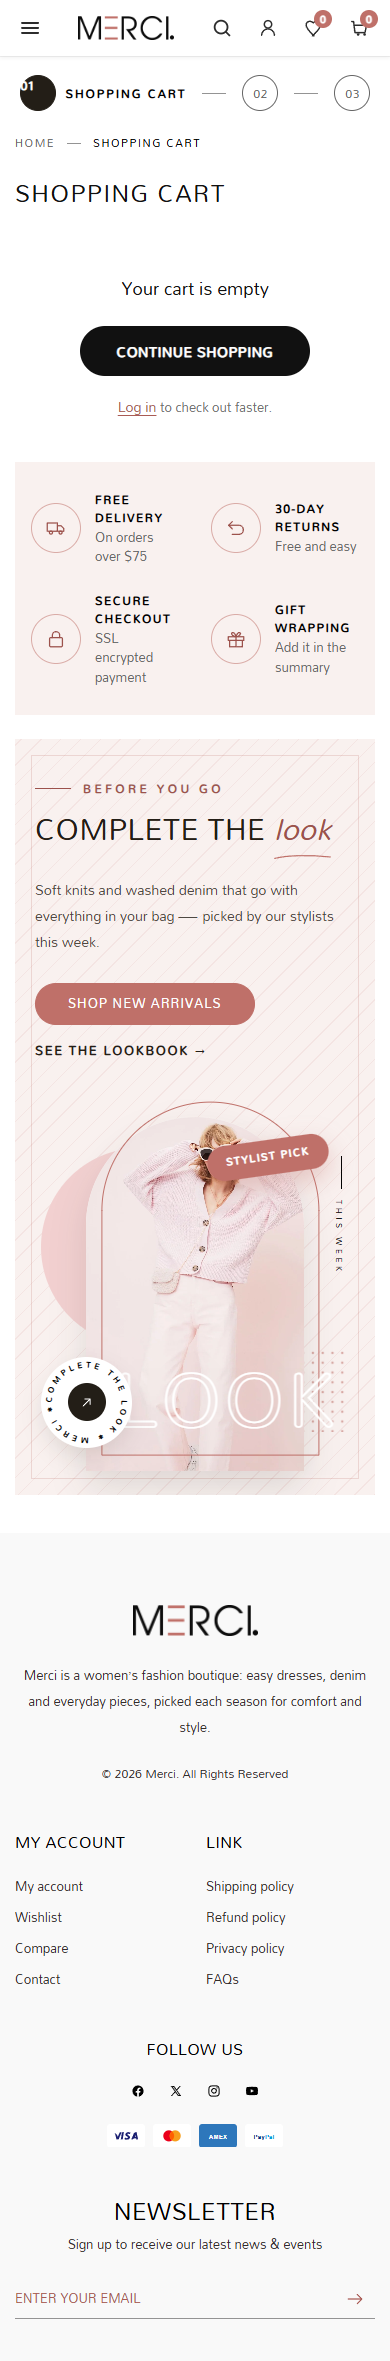 MERCI.
0
0
01
SHOPPING CART
02
03
HOME — SHOPPING CART
SHOPPING CART
Your cart is empty
CONTINUE SHOPPING
Log in to check out faster.
FREE
DELIVERY
On orders
over $75
30-DAY
RETURNS
Free and easy
SECURE
CHECKOUT
SSL
encrypted
payment
GIFT
WRAPPING
Add it in the
summary
BEFORE YOU GO
COMPLETE THE look
Soft knits and washed denim that go with
everything in your bag — picked by our stylists
this week.
SHOP NEW ARRIVALS
SEE THE LOOKBOOK →
STYLIST PICK
THIS WEEK
LOOK
COMPLETE THE LOOK • MERCI •
MERCI.
Merci is a women's fashion boutique: easy dresses, denim
and everyday pieces, picked each season for comfort and
style.
© 2026 Merci. All Rights Reserved
MY ACCOUNT
My account
Wishlist
Compare
Contact
LINK
Shipping policy
Refund policy
Privacy policy
FAQs
FOLLOW US
VISA
AMEX
PayPal
NEWSLETTER
Sign up to receive our latest news & events
ENTER YOUR EMAIL